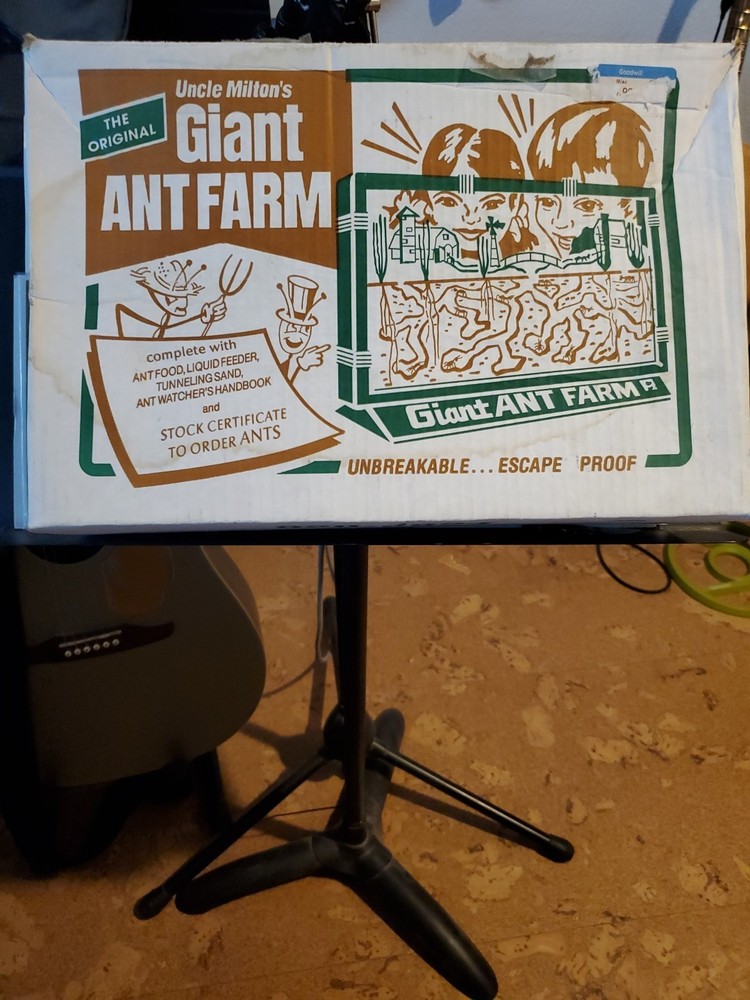 THE
ORIGINAL
Uncle Milton's
Giant
ANT FARM
Goodwill
complete with
ANT FOOD, LIQUID FEEDER,
TUNNELING SAND,
ANT WATCHER'S HANDBOOK
and
STOCK CERTIFICATE
TO ORDER ANTS
Giant ANT FARM
UNBREAKABLE... ESCAPE PROOF